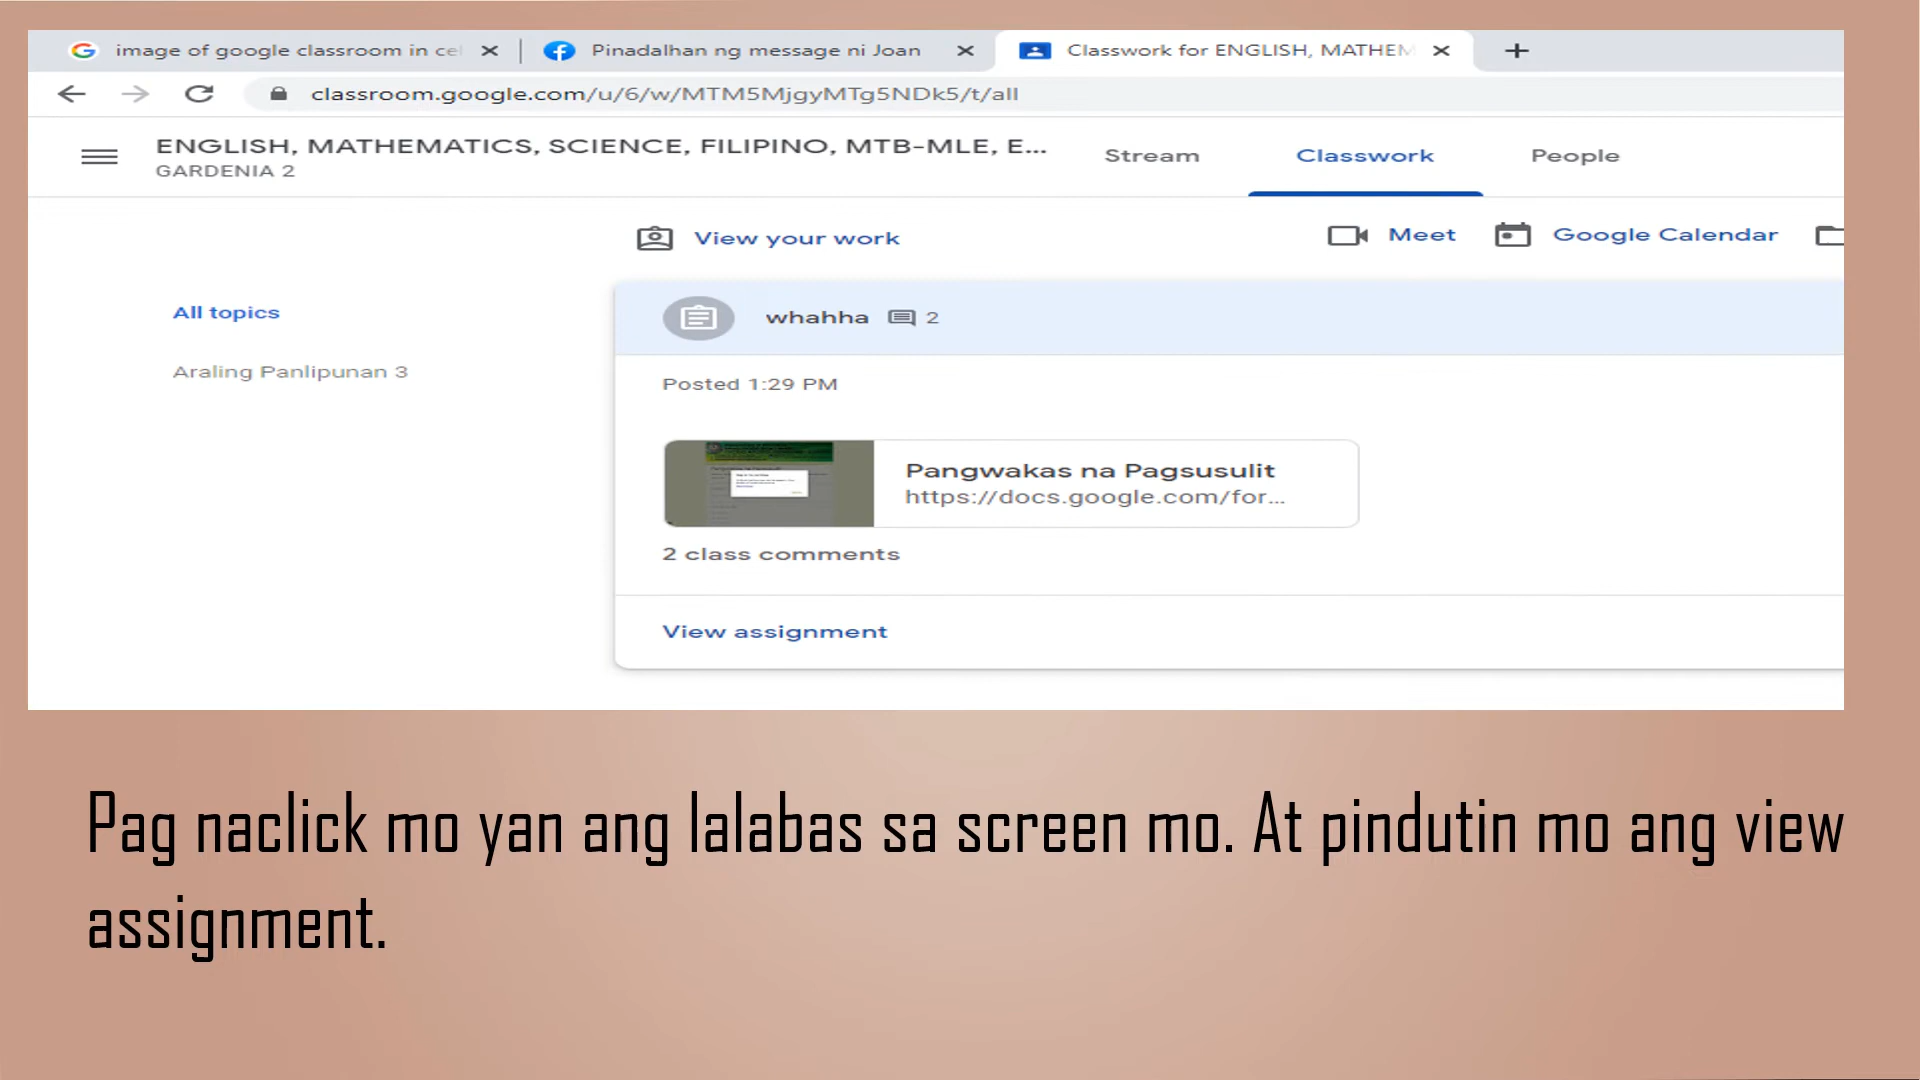 image of google classroom in ce
Pinadalhan ng message ni Joan
Classwork for ENGLISH, MATHEM
classroom.google.com/u/6/w/MTM5MjgyMTg5NDk5/t/all
ENGLISH, MATHEMATICS, SCIENCE, FILIPINO, MTB-MLE, E...
GARDENIA 2
Stream
Classwork
People
View your work
Meet
Google Calendar
All topics
Araling Panlipunan 3
whahha 2
Posted 1:29 PM
Pangwakas na Pagsusulit
https://docs.google.com/for...
2 class comments
View assignment
Pag naclick mo yan ang lalabas sa screen mo. At pindutin mo ang view
assignment.